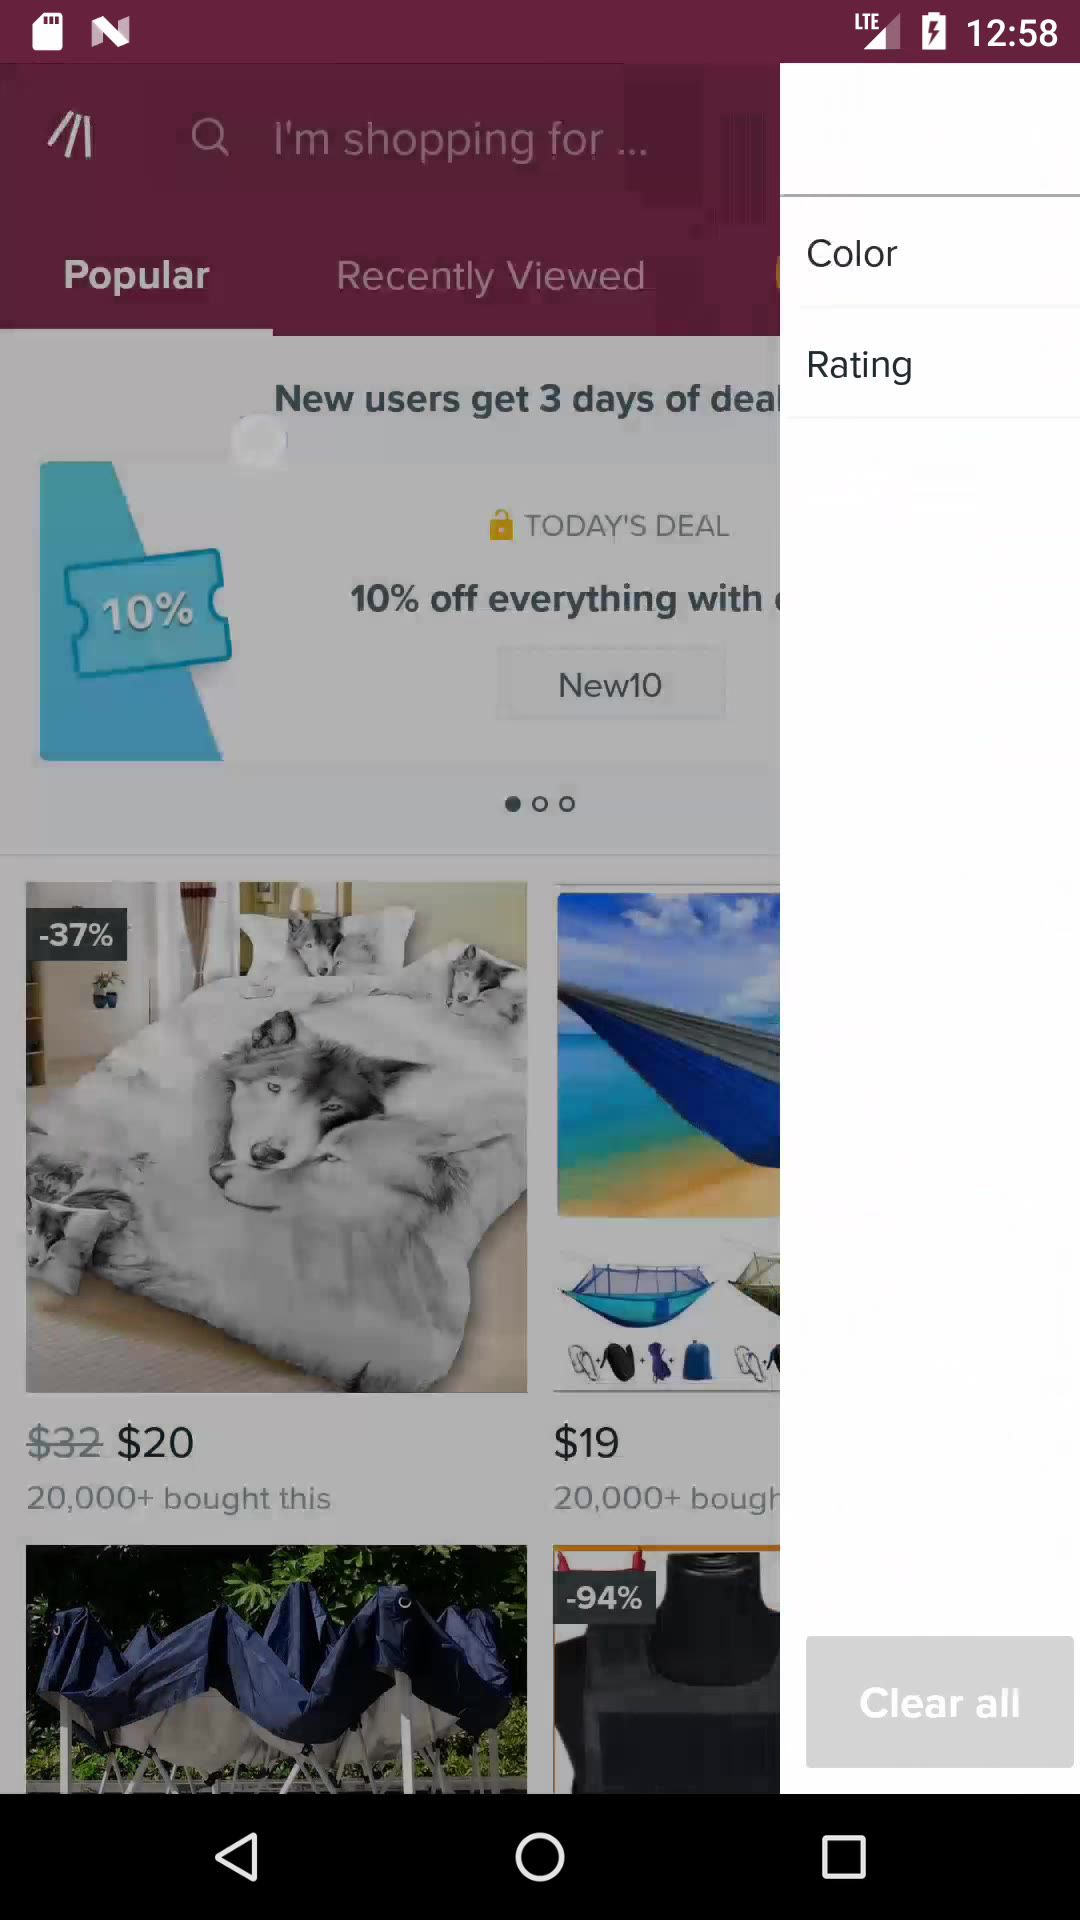 LTE 12:58
I'm shopping for ...
Popular Recently Viewed
Color
Rating
New users get 3 days of deal
TODAY'S DEAL
10%
10% off everything with
New10
-37%
$32 $20
$19
20,000+ bought this
20,000+ bough
-94%
Clear all